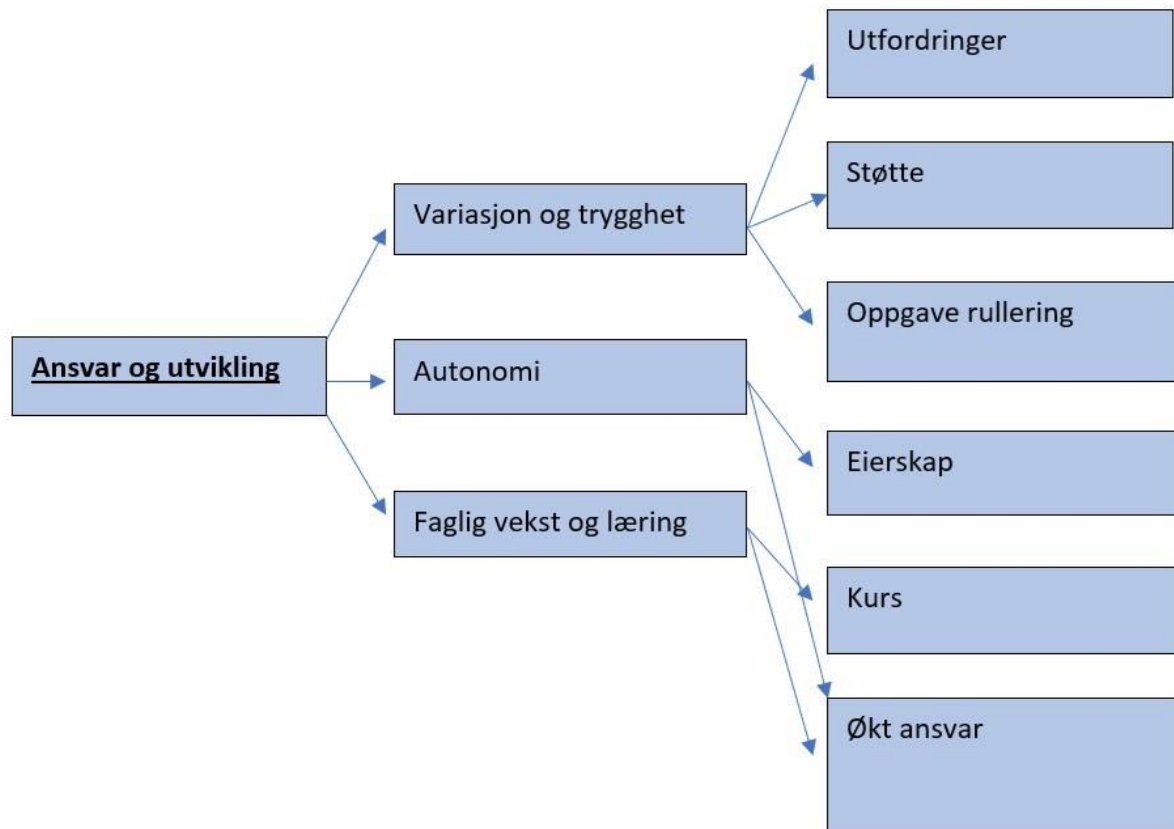 Ansvar og utvikling
Variasjon og trygghet
Autonomi
Faglig vekst og læring
Utfordringer
Støtte
Oppgave rullering
Eierskap
Kurs
Økt ansvar